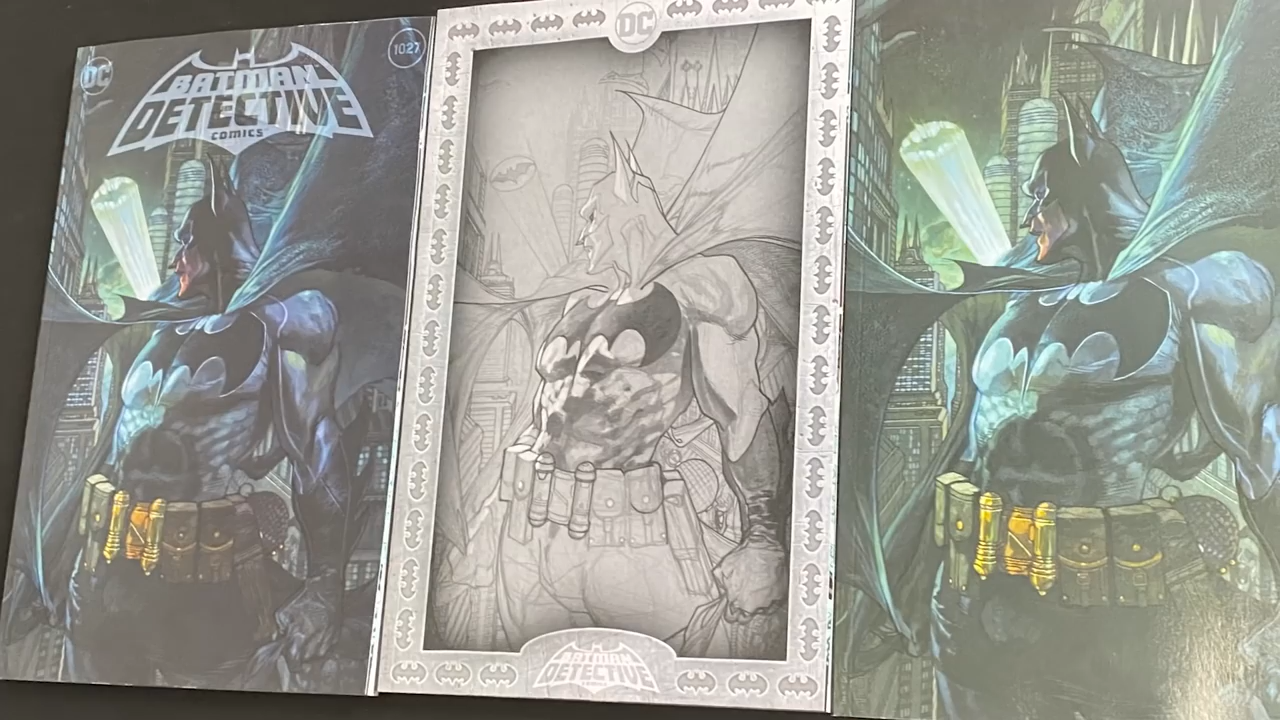 DC
1027
BATMAN
DETECTIVE
COMICS
DC
BATMAN
DETECTIVE